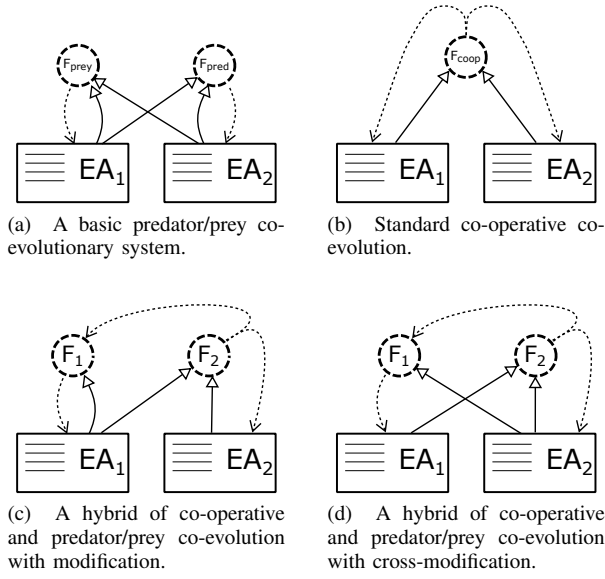 Fprey
Fpred
EA1
EA2
(a) A basic predator/prey co-
evolutionary system.
Fcoop
EA1
EA2
(b) Standard co-operative co-
evolution.
F1
F2
EA1
EA2
(c) A hybrid of co-operative
and predator/prey co-evolution
with modification.
F1
F2
EA1
EA2
(d) A hybrid of co-operative
and predator/prey co-evolution
with cross-modification.